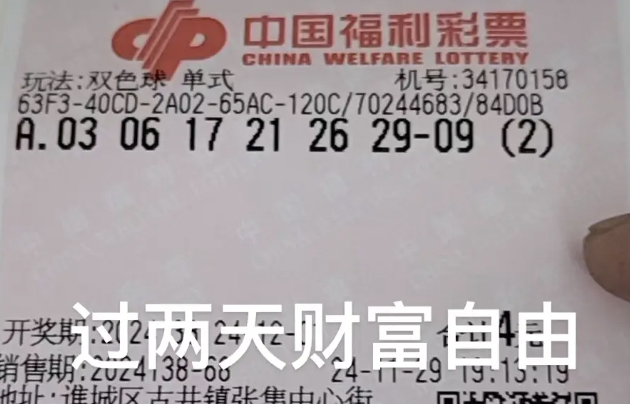 中国福利彩票
CHINA WELFARE LOTTERY
玩法:双色球 单式 机号:34170158
63F3-40CD-2A02-65AC-120C/70244683/84D0B
A.03 06 17 21 26 29-09 (2)
过两天财富自由
开奖期:2024
销售期:2024138-68 24-11-29 19:13:19
地址:谯城区古井镇张集中心街